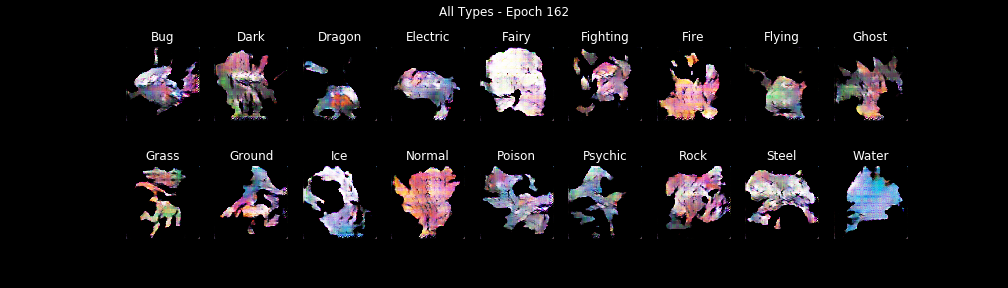 All Types - Epoch 162
Bug Dark Dragon Electric Fairy Fighting Fire Flying Ghost
Grass Ground Ice Normal Poison Psychic Rock Steel Water